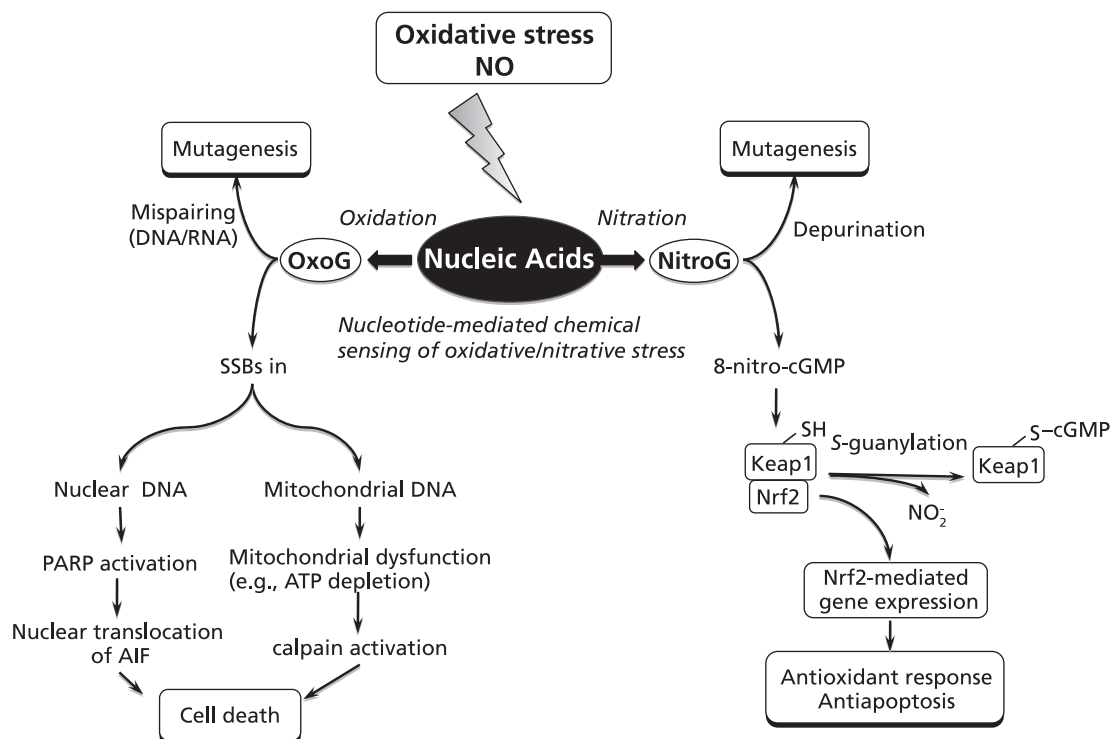 Oxidative stress
NO
Mutagenesis
Mutagenesis
Mispairing
(DNA/RNA)
Oxidation
Nitration
Depurination
OxoG
Nucleic Acids
NitroG
Nucleotide-mediated chemical
sensing of oxidative/nitrative stress
SSBs in
8-nitro-cGMP
SH
S-guanylation
S-cGMP
Keap1
Keap1
Nrf2
NO₂⁻
Nuclear DNA
Mitochondrial DNA
PARP activation
Mitochondrial dysfunction
(e.g., ATP depletion)
Nrf2-mediated
gene expression
Nuclear translocation
of AIF
calpain activation
Antioxidant response
Antiapoptosis
Cell death